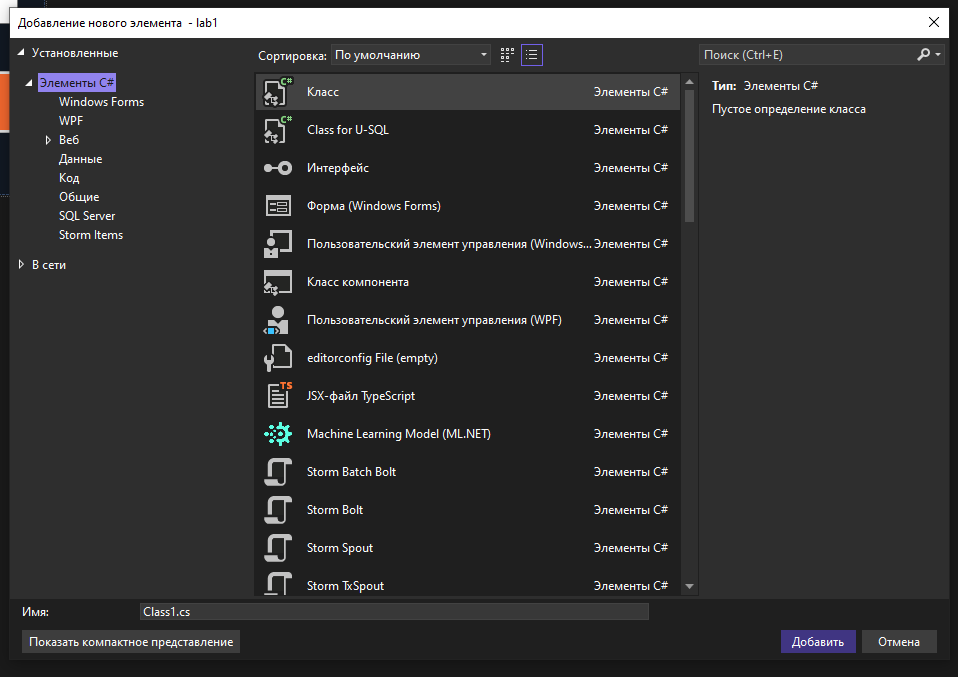 Добавление нового элемента - lab1
Установленные
Элементы C#
Windows Forms
WPF
Веб
Данные
Код
Общие
SQL Server
Storm Items
В сети
Сортировка: По умолчанию
Класс Элементы C#
Class for U-SQL Элементы C#
Интерфейс Элементы C#
Форма (Windows Forms) Элементы C#
Пользовательский элемент управления (Windows... Элементы C#
Класс компонента Элементы C#
Пользовательский элемент управления (WPF) Элементы C#
editorconfig File (empty) Элементы C#
JSX-файл TypeScript Элементы C#
Machine Learning Model (ML.NET) Элементы C#
Storm Batch Bolt Элементы C#
Storm Bolt Элементы C#
Storm Spout Элементы C#
Storm TxSpout Элементы C#
Поиск (Ctrl+E)
Тип: Элементы C#
Пустое определение класса
Имя: Class1.cs
Показать компактное представление
Добавить
Отмена